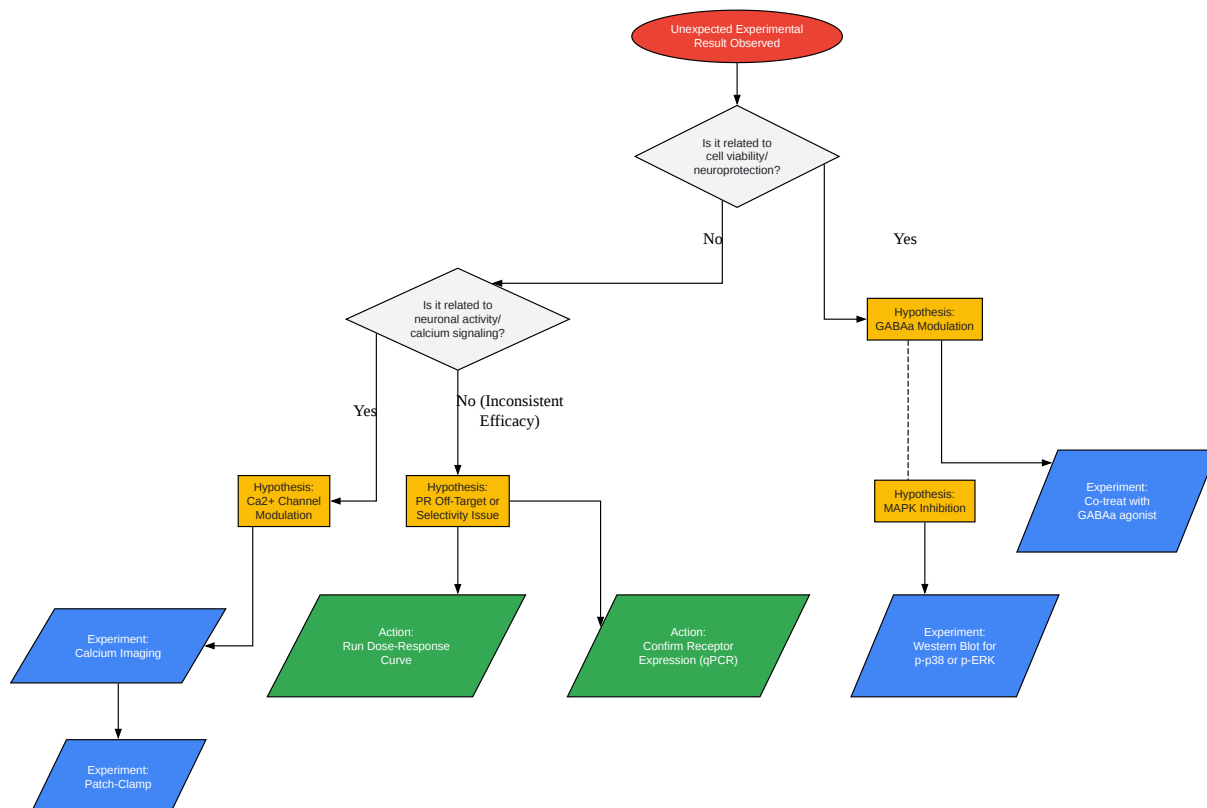 Unexpected Experimental
Result Observed
Is it related to
cell viability/
neuroprotection?
No
Yes
Is it related to
neuronal activity/
calcium signaling?
Hypothesis:
GABAa Modulation
Yes
No (Inconsistent
Efficacy)
Hypothesis:
Ca2+ Channel
Modulation
Hypothesis:
PR Off-Target or
Selectivity Issue
Hypothesis:
MAPK Inhibition
Experiment:
Co-treat with
GABAa agonist
Experiment:
Calcium Imaging
Action:
Run Dose-Response
Curve
Action:
Confirm Receptor
Expression (qPCR)
Experiment:
Western Blot for
p-p38 or p-ERK
Experiment:
Patch-Clamp